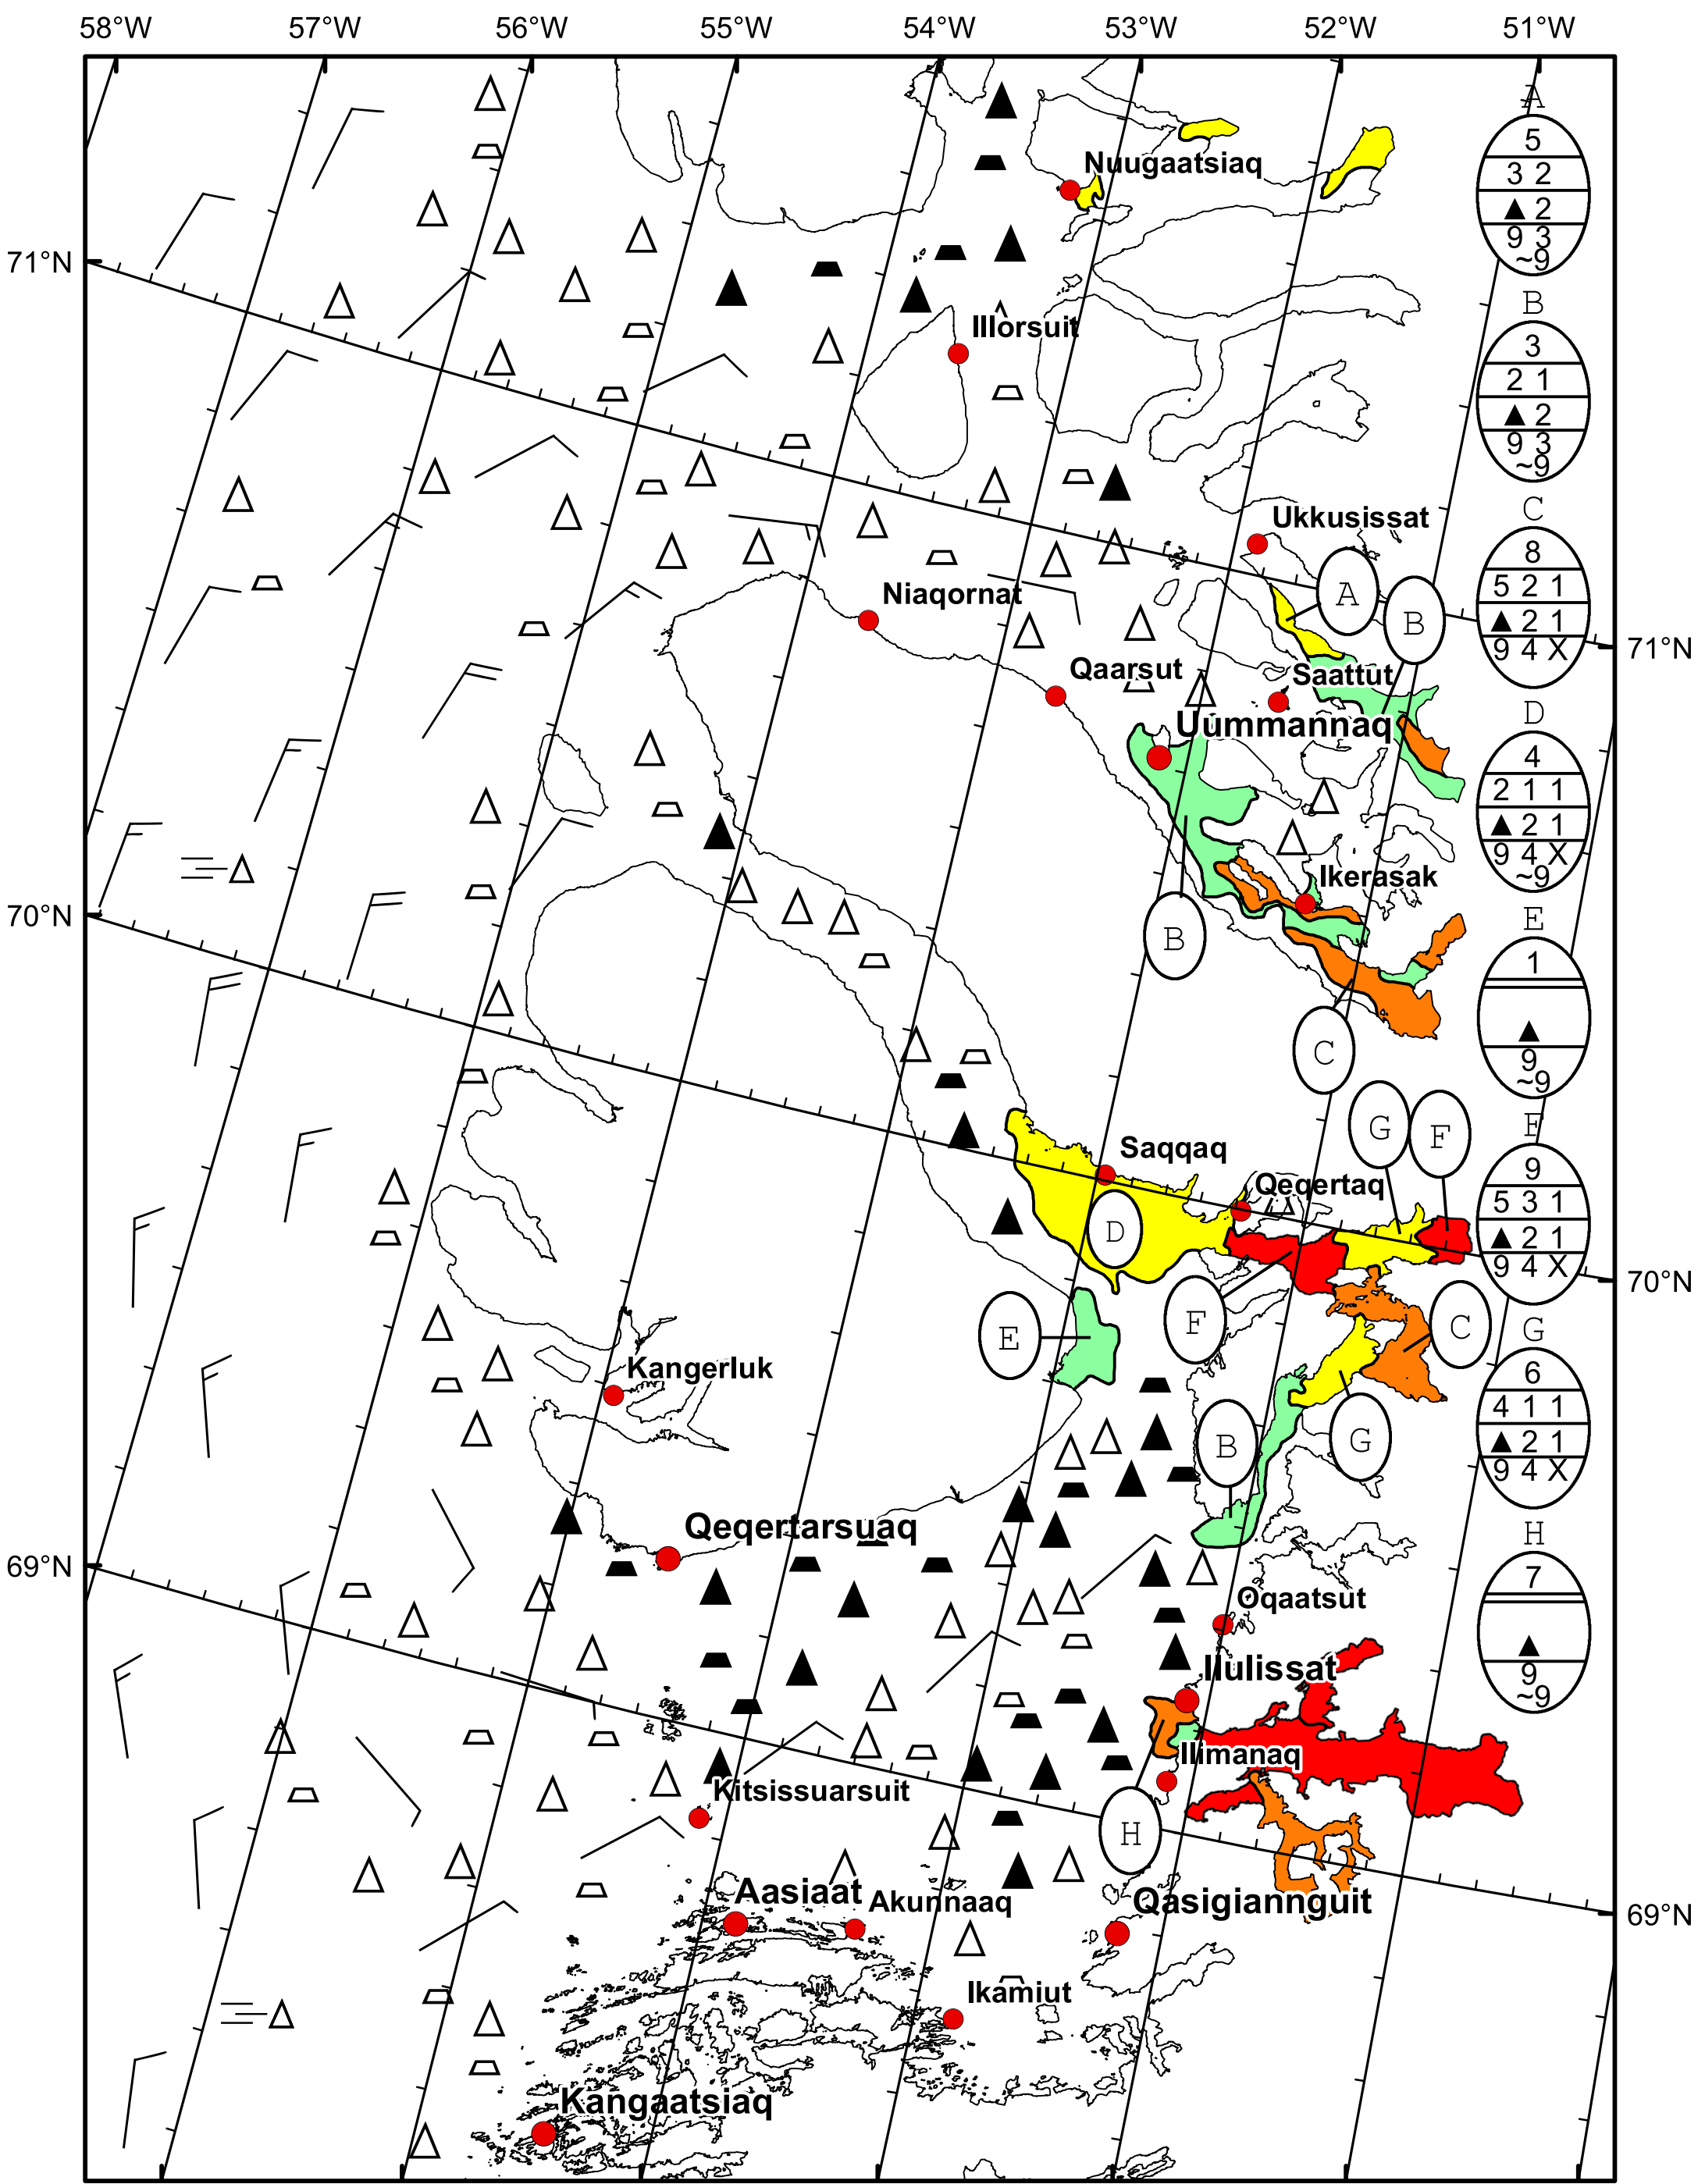 58°W 57°W 56°W 55°W 54°W 53°W 52°W 51°W
A
5
3 2
▲ 2
9 3
~9
Nuugaatsiaq
71°N
B
3
2 1
▲ 2
9 3
~9
Illorsuit
C
8
5 2 1
▲ 2 1
9 4 X
Ukkusissat
Niaqornat
A
B
71°N
Qaarsut
Saattut
Uummannaq
D
4
2 1 1
▲ 2 1
9 4 X
~9
Ikerasak
70°N
B
E
1
▲
9
~9
C
G
F
F
9
5 3 1
▲ 2 1
9 4 X
Saqqaq
Qeqertaq
D
70°N
E
F
C
G
6
4 1 1
▲ 2 1
9 4 X
Kangerluk
B
G
Qeqertarsuaq
69°N
H
7
▲
9
~9
Oqaatsut
Ilulissat
Ilimanaq
Kitsissuarsuit
H
Aasiaat
Akunnaaq
Qasigiannguit
69°N
Ikamiut
Kangaatsiaq